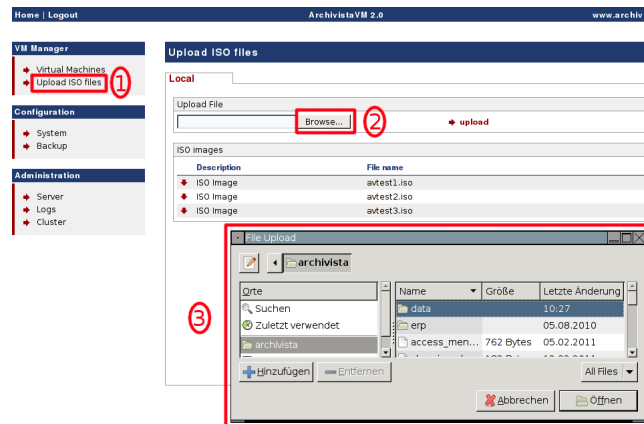 Home | Logout
ArchivistaVM 2.0
www.archiv
VM Manager
Virtual Machines
Upload ISO files
1
Configuration
System
Backup
Administration
Server
Logs
Cluster
Upload ISO files
Local
Upload File
Browse...
2
upload
ISO images
Description File name
ISO Image avtest1.iso
ISO Image avtest2.iso
ISO Image avtest3.iso
3
File Upload
archivista
Orte
Suchen
Zuletzt verwendet
archivista
Hinzufügen
Entfernen
Name Größe Letzte Änderung
data 10:27
erp 05.08.2010
access_men... 762 Bytes 05.02.2011
All Files
Abbrechen
Öffnen